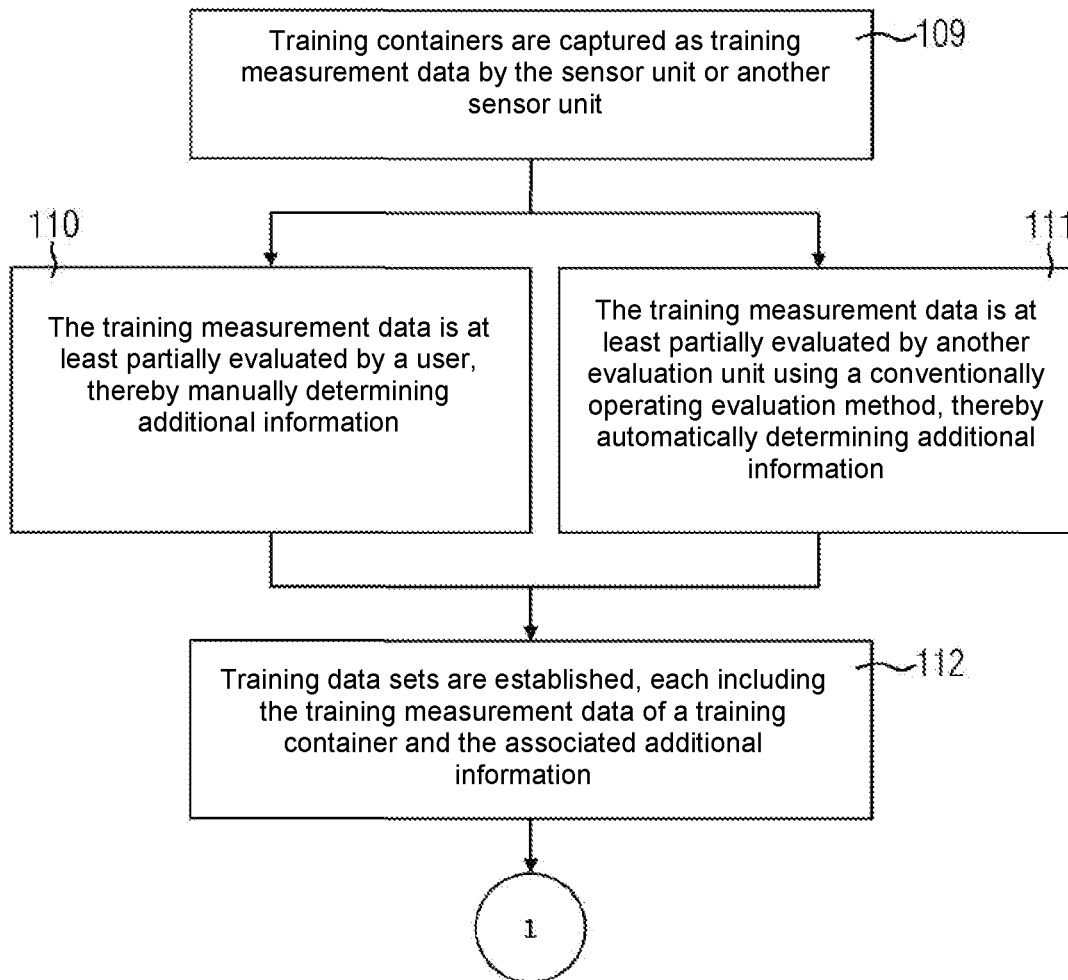 Training containers are captured as training
measurement data by the sensor unit or another
sensor unit
109
110
The training measurement data is at
least partially evaluated by a user,
thereby manually determining
additional information
111
The training measurement data is at
least partially evaluated by another
evaluation unit using a conventionally
operating evaluation method, thereby
automatically determining additional
information
Training data sets are established, each including
the training measurement data of a training
container and the associated additional
information
112
1